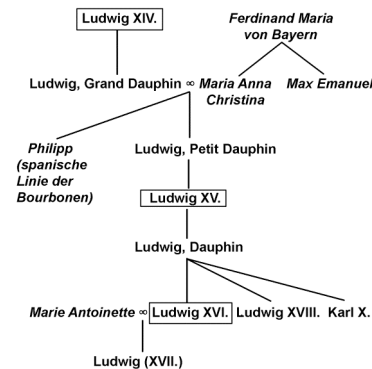 Ludwig XIV.
Ferdinand Maria
von Bayern
Ludwig, Grand Dauphin ∞ Maria Anna
Christina
Max Emanuel
Philipp
(spanische
Linie der
Bourbonen)
Ludwig, Petit Dauphin
Ludwig XV.
Ludwig, Dauphin
Marie Antoinette ∞ Ludwig XVI. Ludwig XVIII. Karl X.
Ludwig (XVII.)